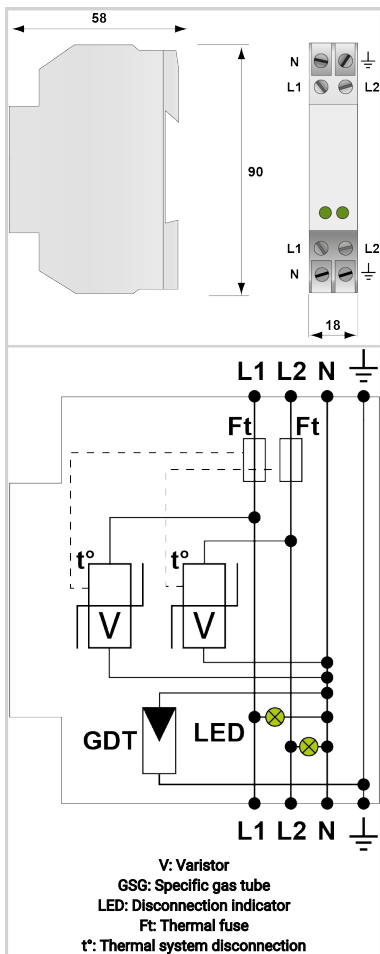 58
N
L1 L2
90
L1 L2
N
18
L1 L2 N
Ft Ft
t° t°
V V
GDT LED
L1 L2 N
V: Varistor
GSG: Specific gas tube
LED: Disconnection indicator
Ft: Thermal fuse
t°: Thermal system disconnection